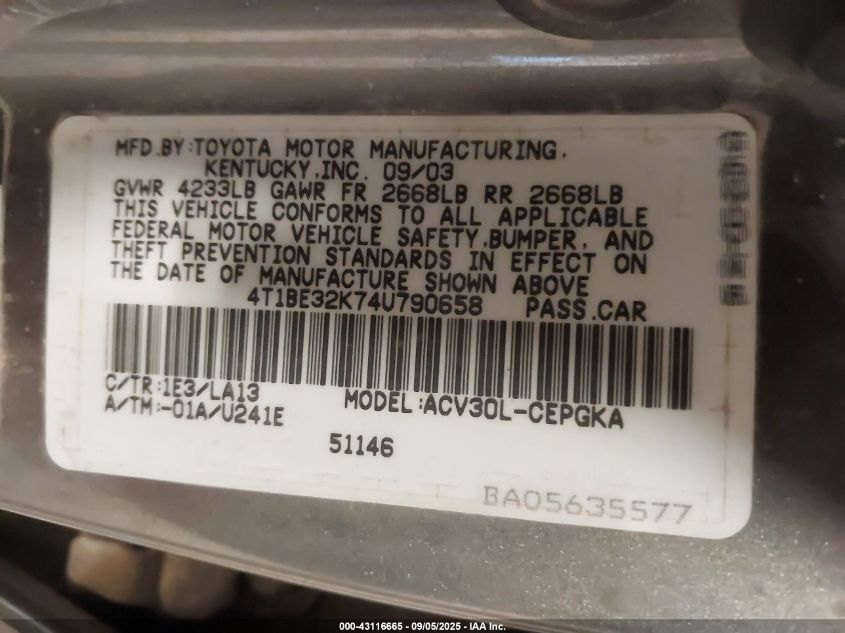 MFD.BY:TOYOTA MOTOR MANUFACTURING,
KENTUCKY,INC. 09/03
GVWR 4233LB GAWR FR 2668LB RR 2668LB
THIS VEHICLE CONFORMS TO ALL APPLICABLE
FEDERAL MOTOR VEHICLE SAFETY,BUMPER, AND
THEFT PREVENTION STANDARDS IN EFFECT ON
THE DATE OF MANUFACTURE SHOWN ABOVE
4T1BE32K74U790658 PASS.CAR
C/TR:1E3/LA13
A/TM:-01A/U241E
MODEL:ACV30L-CEPGKA
51146
BA05635577
000-43116665 - 09/05/2025 - IAA Inc.